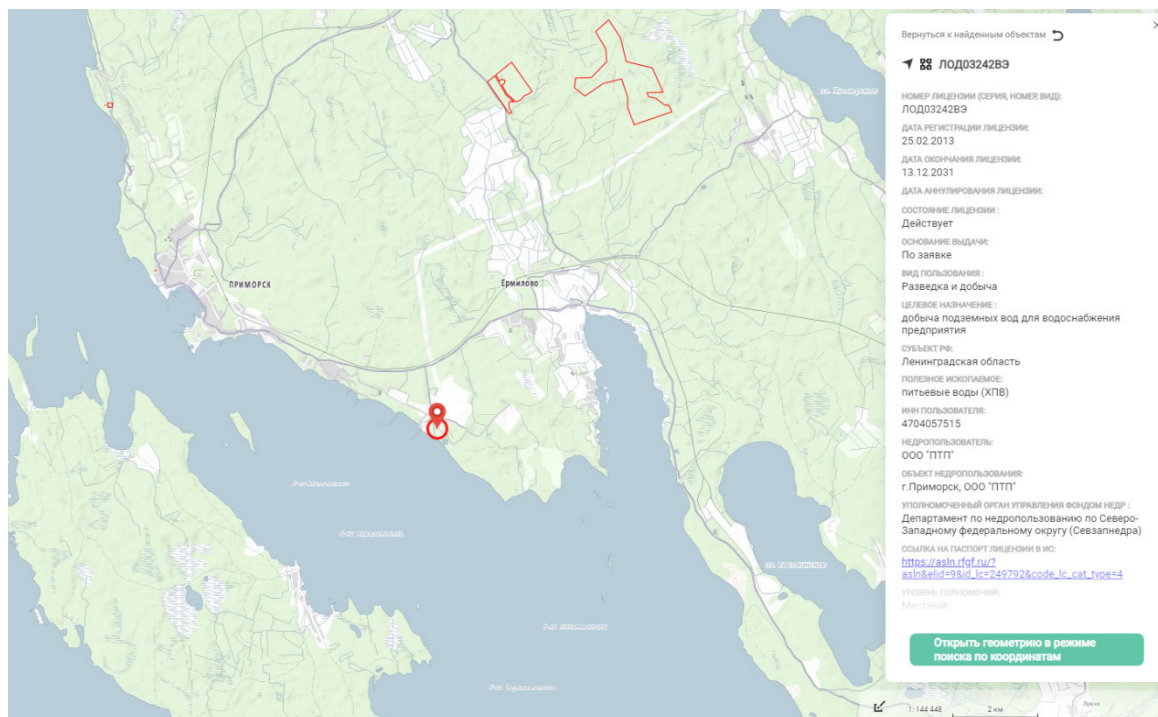 Вернуться к найденным объектам
ЛОД03242ВЭ
НОМЕР ЛИЦЕНЗИИ (СЕРИЯ, НОМЕР, ВИД):
ЛОД03242ВЭ
ДАТА РЕГИСТРАЦИИ ЛИЦЕНЗИИ:
25.02.2013
ДАТА ОКОНЧАНИЯ ЛИЦЕНЗИИ:
13.12.2031
ДАТА АННУЛИРОВАНИЯ ЛИЦЕНЗИИ:
СОСТОЯНИЕ ЛИЦЕНЗИИ :
Действует
ОСНОВАНИЕ ВЫДАЧИ:
По заявке
ВИД ПОЛЬЗОВАНИЯ :
Разведка и добыча
ЦЕЛЕВОЕ НАЗНАЧЕНИЕ :
добыча подземных вод для водоснабжения
предприятия
СУБЪЕКТ РФ:
Ленинградская область
ПОЛЕЗНОЕ ИСКОПАЕМОЕ:
питьевые воды (ХПВ)
ИНН ПОЛЬЗОВАТЕЛЯ:
4704057515
НЕДРОПОЛЬЗОВАТЕЛЬ:
ООО "ПТП"
ОБЪЕКТ НЕДРОПОЛЬЗОВАНИЯ:
г.Приморск, ООО "ПТП"
УПОЛНОМОЧЕННЫЙ ОРГАН УПРАВЛЕНИЯ ФОНДОМ НЕДР :
Департамент по недропользованию по Северо-
Западному федеральному округу (Севзапнедра)
ССЫЛКА НА ПАСПОРТ ЛИЦЕНЗИИ В ИС:
https://asln.rfgf.ru/?
asln&elid=9&id_lc=249792&code_lc_cat_type=4
УРОВЕНЬ ПОЛНОМОЧИЙ:
Местный
Открыть геометрию в режиме
поиска по координатам
ПРИМОРСК
Ермилово
1: 144 448
2 км